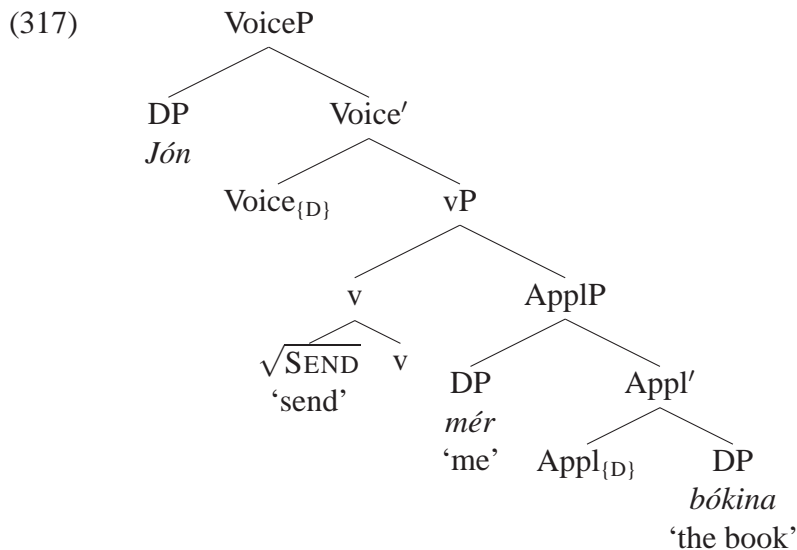 (317) VoiceP
DP Voice′
Jón
Voice{D} vP
v ApplP
√SEND v DP Appl′
‘send’ mér
‘me’ Appl{D} DP
bókina
‘the book’